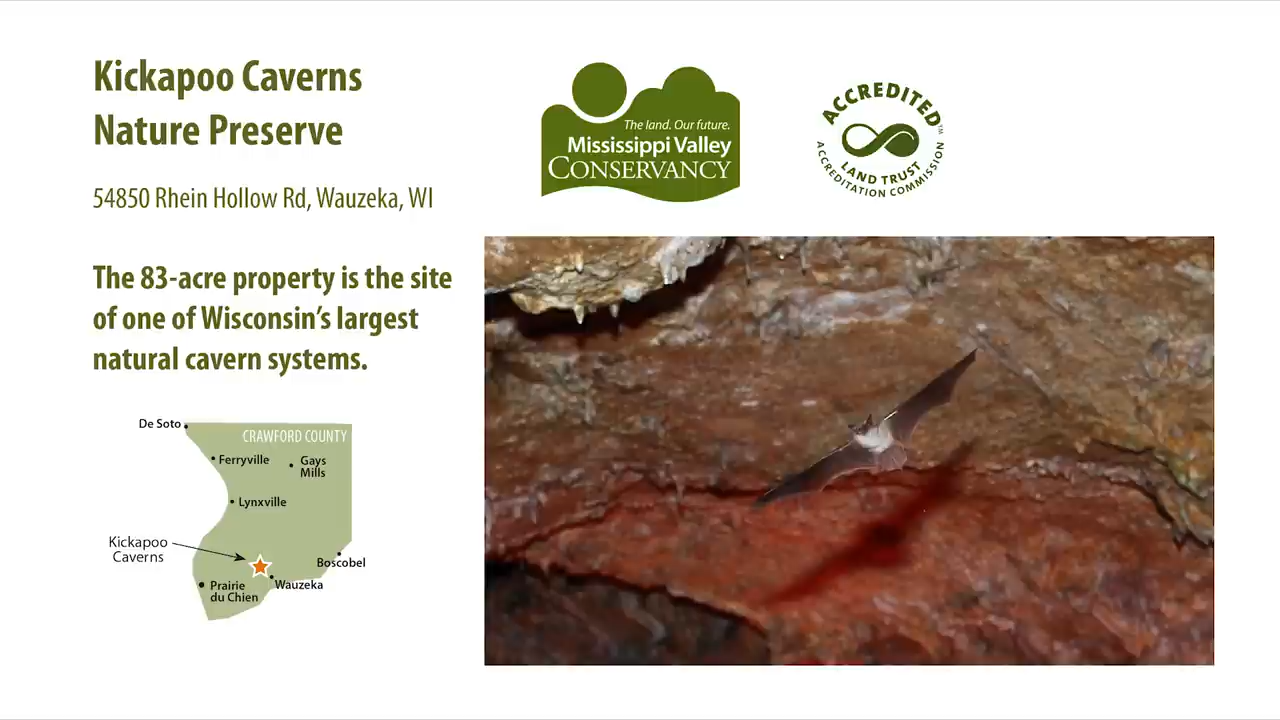 Kickapoo Caverns
Nature Preserve
54850 Rhein Hollow Rd, Wauzeka, WI
The 83-acre property is the site
of one of Wisconsin's largest
natural cavern systems.
The land. Our future.
Mississippi Valley
CONSERVANCY
ACCREDITED™
LAND TRUST
ACCREDITATION COMMISSION
De Soto
CRAWFORD COUNTY
Ferryville
Gays
Mills
Lynxville
Kickapoo
Caverns
Boscobel
Prairie
du Chien
Wauzeka